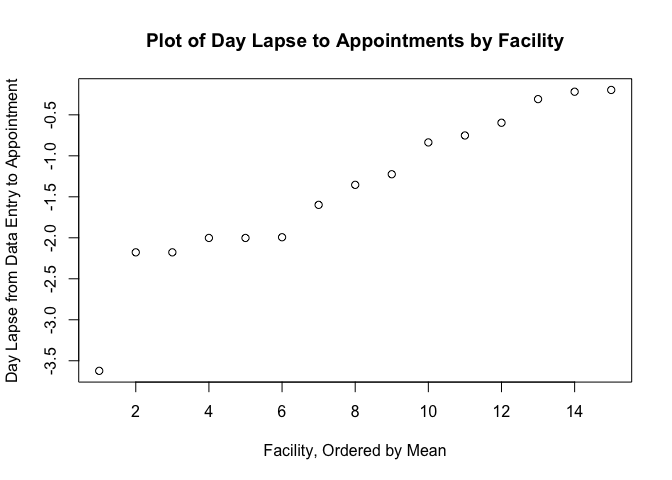 Plot of Day Lapse to Appointments by Facility
Day Lapse from Data Entry to Appointment
-0.5
-1.0
-1.5
-2.0
-2.5
-3.0
-3.5
2 4 6 8 10 12 14
Facility, Ordered by Mean